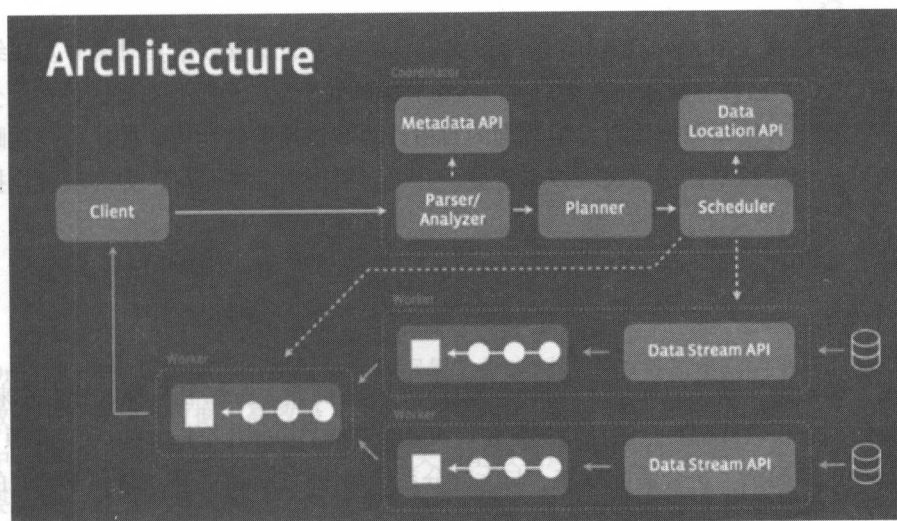 Architecture
Coordinator
Metadata API
Data
Location API
Client
Parser/
Analyzer
Planner
Scheduler
Worker
Data Stream API
Worker
Worker
Data Stream API